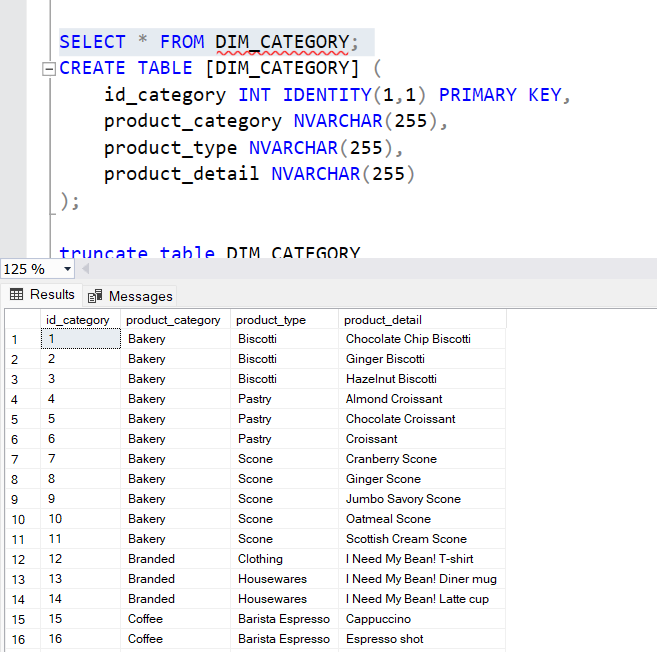 SELECT * FROM DIM_CATEGORY;
CREATE TABLE [DIM_CATEGORY] (
id_category INT IDENTITY(1,1) PRIMARY KEY,
product_category NVARCHAR(255),
product_type NVARCHAR(255),
product_detail NVARCHAR(255)
);
truncate table DIM_CATEGORY
125 %
Results Messages
id_category product_category product_type product_detail
1 1 Bakery Biscotti Chocolate Chip Biscotti
2 2 Bakery Biscotti Ginger Biscotti
3 3 Bakery Biscotti Hazelnut Biscotti
4 4 Bakery Pastry Almond Croissant
5 5 Bakery Pastry Chocolate Croissant
6 6 Bakery Pastry Croissant
7 7 Bakery Scone Cranberry Scone
8 8 Bakery Scone Ginger Scone
9 9 Bakery Scone Jumbo Savory Scone
10 10 Bakery Scone Oatmeal Scone
11 11 Bakery Scone Scottish Cream Scone
12 12 Branded Clothing I Need My Bean! T-shirt
13 13 Branded Housewares I Need My Bean! Diner mug
14 14 Branded Housewares I Need My Bean! Latte cup
15 15 Coffee Barista Espresso Cappuccino
16 16 Coffee Barista Espresso Espresso shot